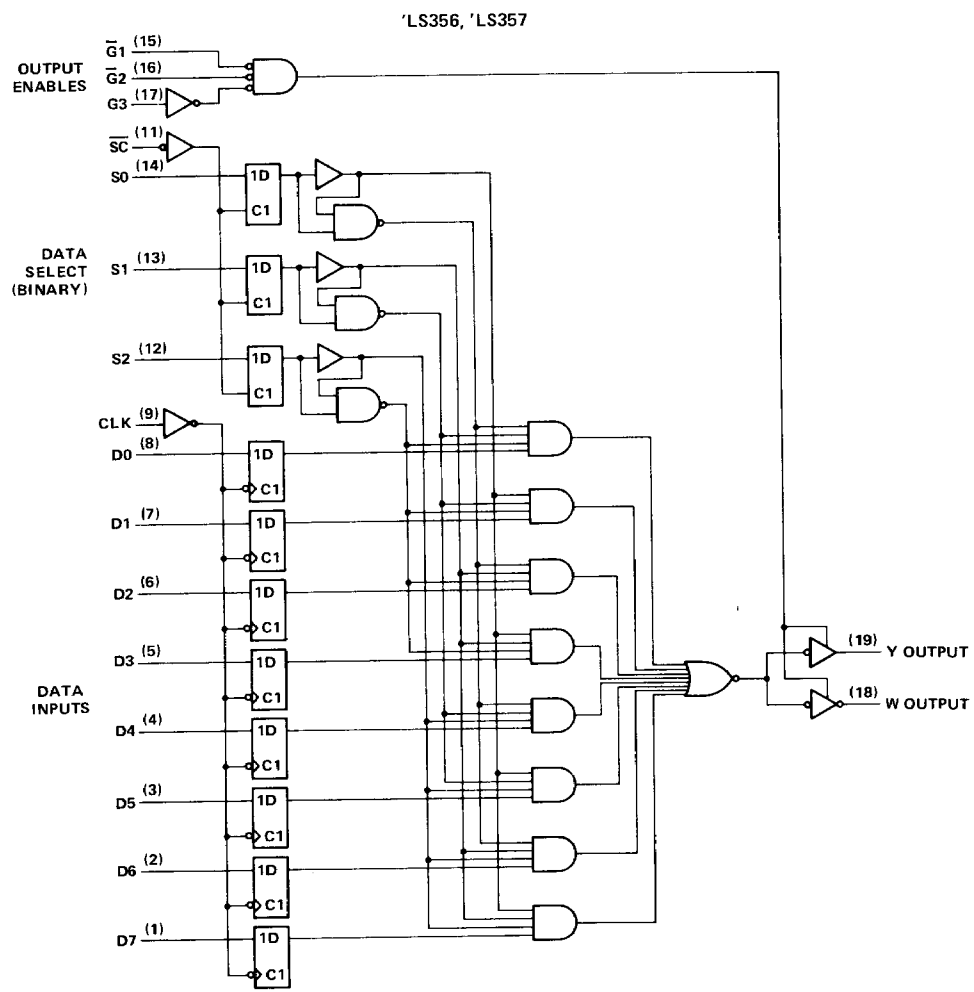 'LS356, 'LS357
OUTPUT ENABLES
G̅1 (15)
G̅2 (16)
G3 (17)
S̅C̅ (11)
S0 (14)
1D
C1
DATA SELECT (BINARY)
S1 (13)
1D
C1
S2 (12)
1D
C1
CLK (9)
D0 (8)
1D
C1
D1 (7)
1D
C1
D2 (6)
1D
C1
D3 (5)
1D
C1
DATA INPUTS
D4 (4)
1D
C1
D5 (3)
1D
C1
D6 (2)
1D
C1
D7 (1)
1D
C1
(19) Y OUTPUT
(18) W OUTPUT